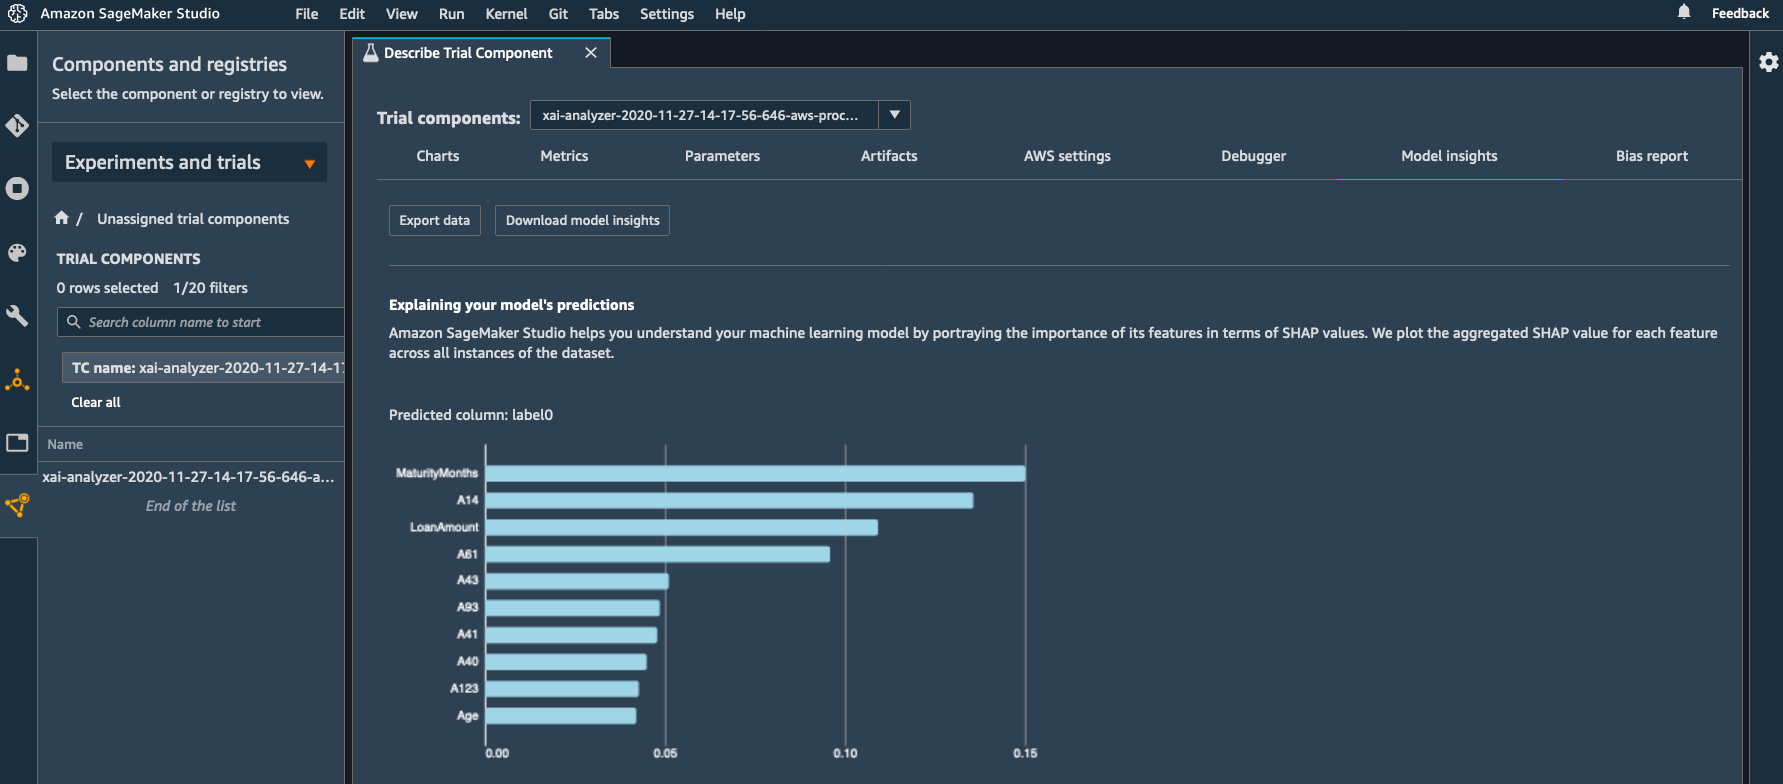 Amazon SageMaker Studio
File Edit View Run Kernel Git Tabs Settings Help
Feedback
Components and registries
Select the component or registry to view.
Experiments and trials
/ Unassigned trial components
TRIAL COMPONENTS
0 rows selected 1/20 filters
Search column name to start
TC name: xai-analyzer-2020-11-27-14-17
Clear all
Name
xai-analyzer-2020-11-27-14-17-56-646-a...
End of the list
Describe Trial Component
Trial components: xai-analyzer-2020-11-27-14-17-56-646-aws-proc...
Charts Metrics Parameters Artifacts AWS settings Debugger Model insights Bias report
Export data Download model insights
Explaining your model's predictions
Amazon SageMaker Studio helps you understand your machine learning model by portraying the importance of its features in terms of SHAP values. We plot the aggregated SHAP value for each feature
across all instances of the dataset.
Predicted column: label0
MaturityMonths
A14
LoanAmount
A61
A43
A93
A41
A40
A123
Age
0.00 0.05 0.10 0.15